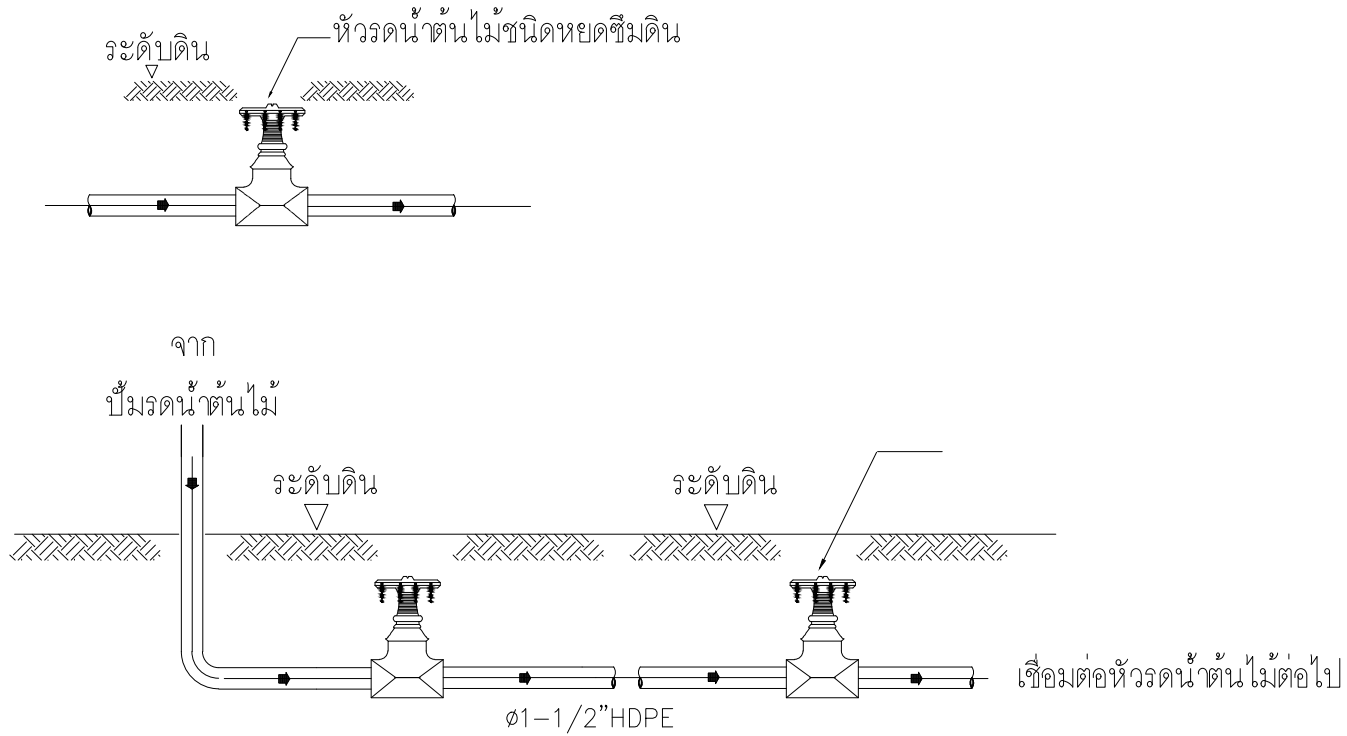 หัวรดน้ำต้นไม้ชนิดหยดซึมดิน
ระดับดิน
จาก
ปั๊มรดน้ำต้นไม้
ระดับดิน
ระดับดิน
เชื่อมต่อหัวรดน้ำต้นไม้ต่อไป
ø1-1/2"HDPE